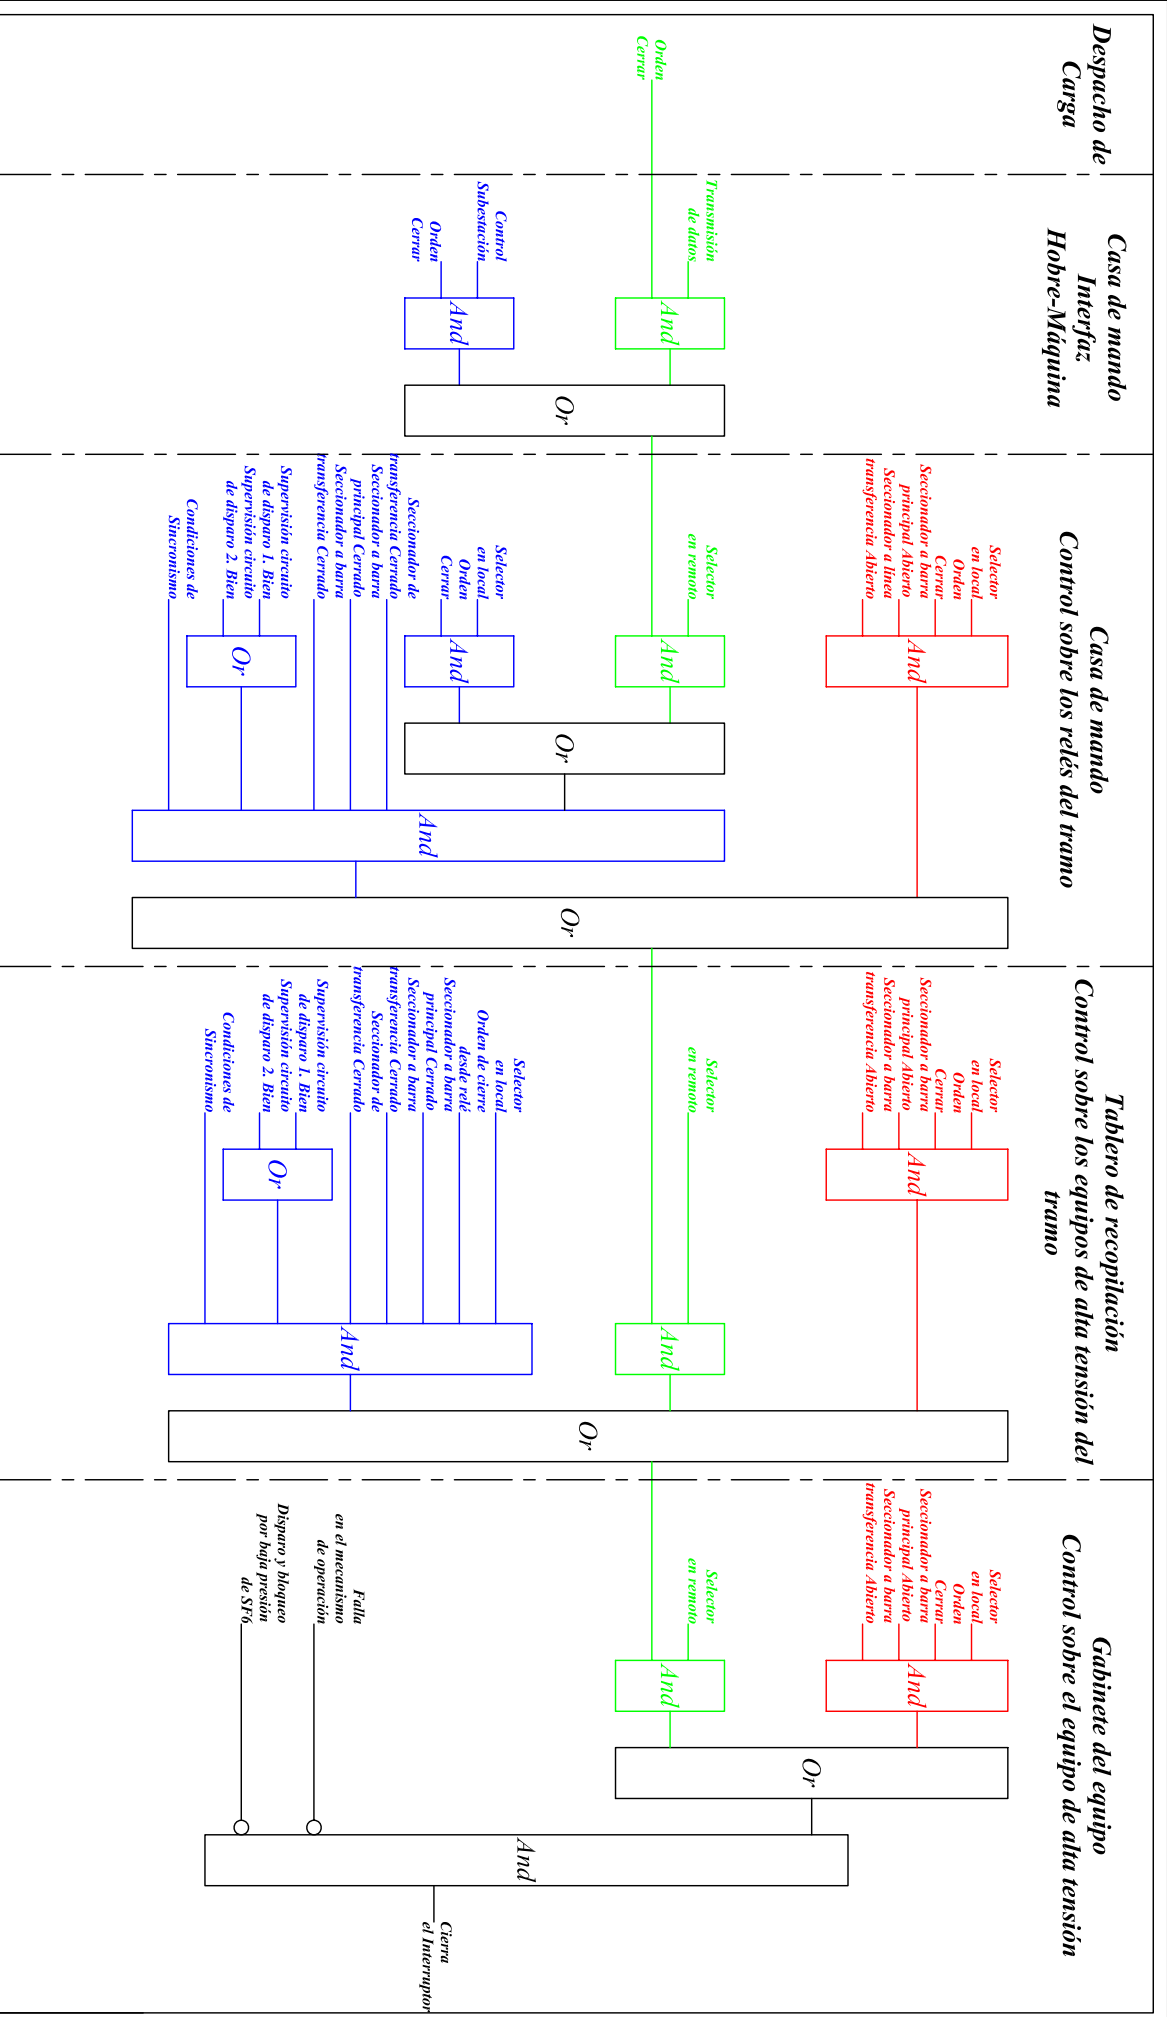 Despacho de
Carga
Orden
Cerrar
Casa de mando
Interfaz
Hobre-Máquina
Transmisión
de datos
And
Control
Subestación
Orden
Cerrar
And
Or
Casa de mando
Control sobre los relés del tramo
Selector
en local
Orden
Cerrar
Seccionador a barra
principal Abierto
Seccionador a línea
transferencia Abierto
And
Selector
en remoto
And
Selector
en local
Orden
Cerrar
And
Or
Seccionador de
transferencia Cerrado
Seccionador a barra
principal Cerrado
Seccionador a barra
transferencia Cerrado
Supervisión circuito
de disparo 1. Bien
Supervisión circuito
de disparo 2. Bien
Or
Condiciones de
Sincronismo
And
Or
Tablero de recopilación
Control sobre los equipos de alta tensión del
tramo
Selector
en local
Orden
Cerrar
Seccionador a barra
principal Abierto
Seccionador a barra
transferencia Abierto
And
Selector
en remoto
And
Selector
en local
Orden de cierre
desde relé
Seccionador a barra
principal Cerrado
Seccionador a barra
transferencia Cerrado
Seccionador de
transferencia Cerrado
Supervisión circuito
de disparo 1. Bien
Supervisión circuito
de disparo 2. Bien
Or
Condiciones de
Sincronismo
And
Or
Gabinete del equipo
Control sobre el equipo de alta tensión
Selector
en local
Orden
Cerrar
Seccionador a barra
principal Abierto
Seccionador a barra
transferencia Abierto
And
Selector
en remoto
And
Or
Falla
en el mecanismo
de operación
Disparo y bloqueo
por baja presión
de SF6
And
Cierra
el Interruptor